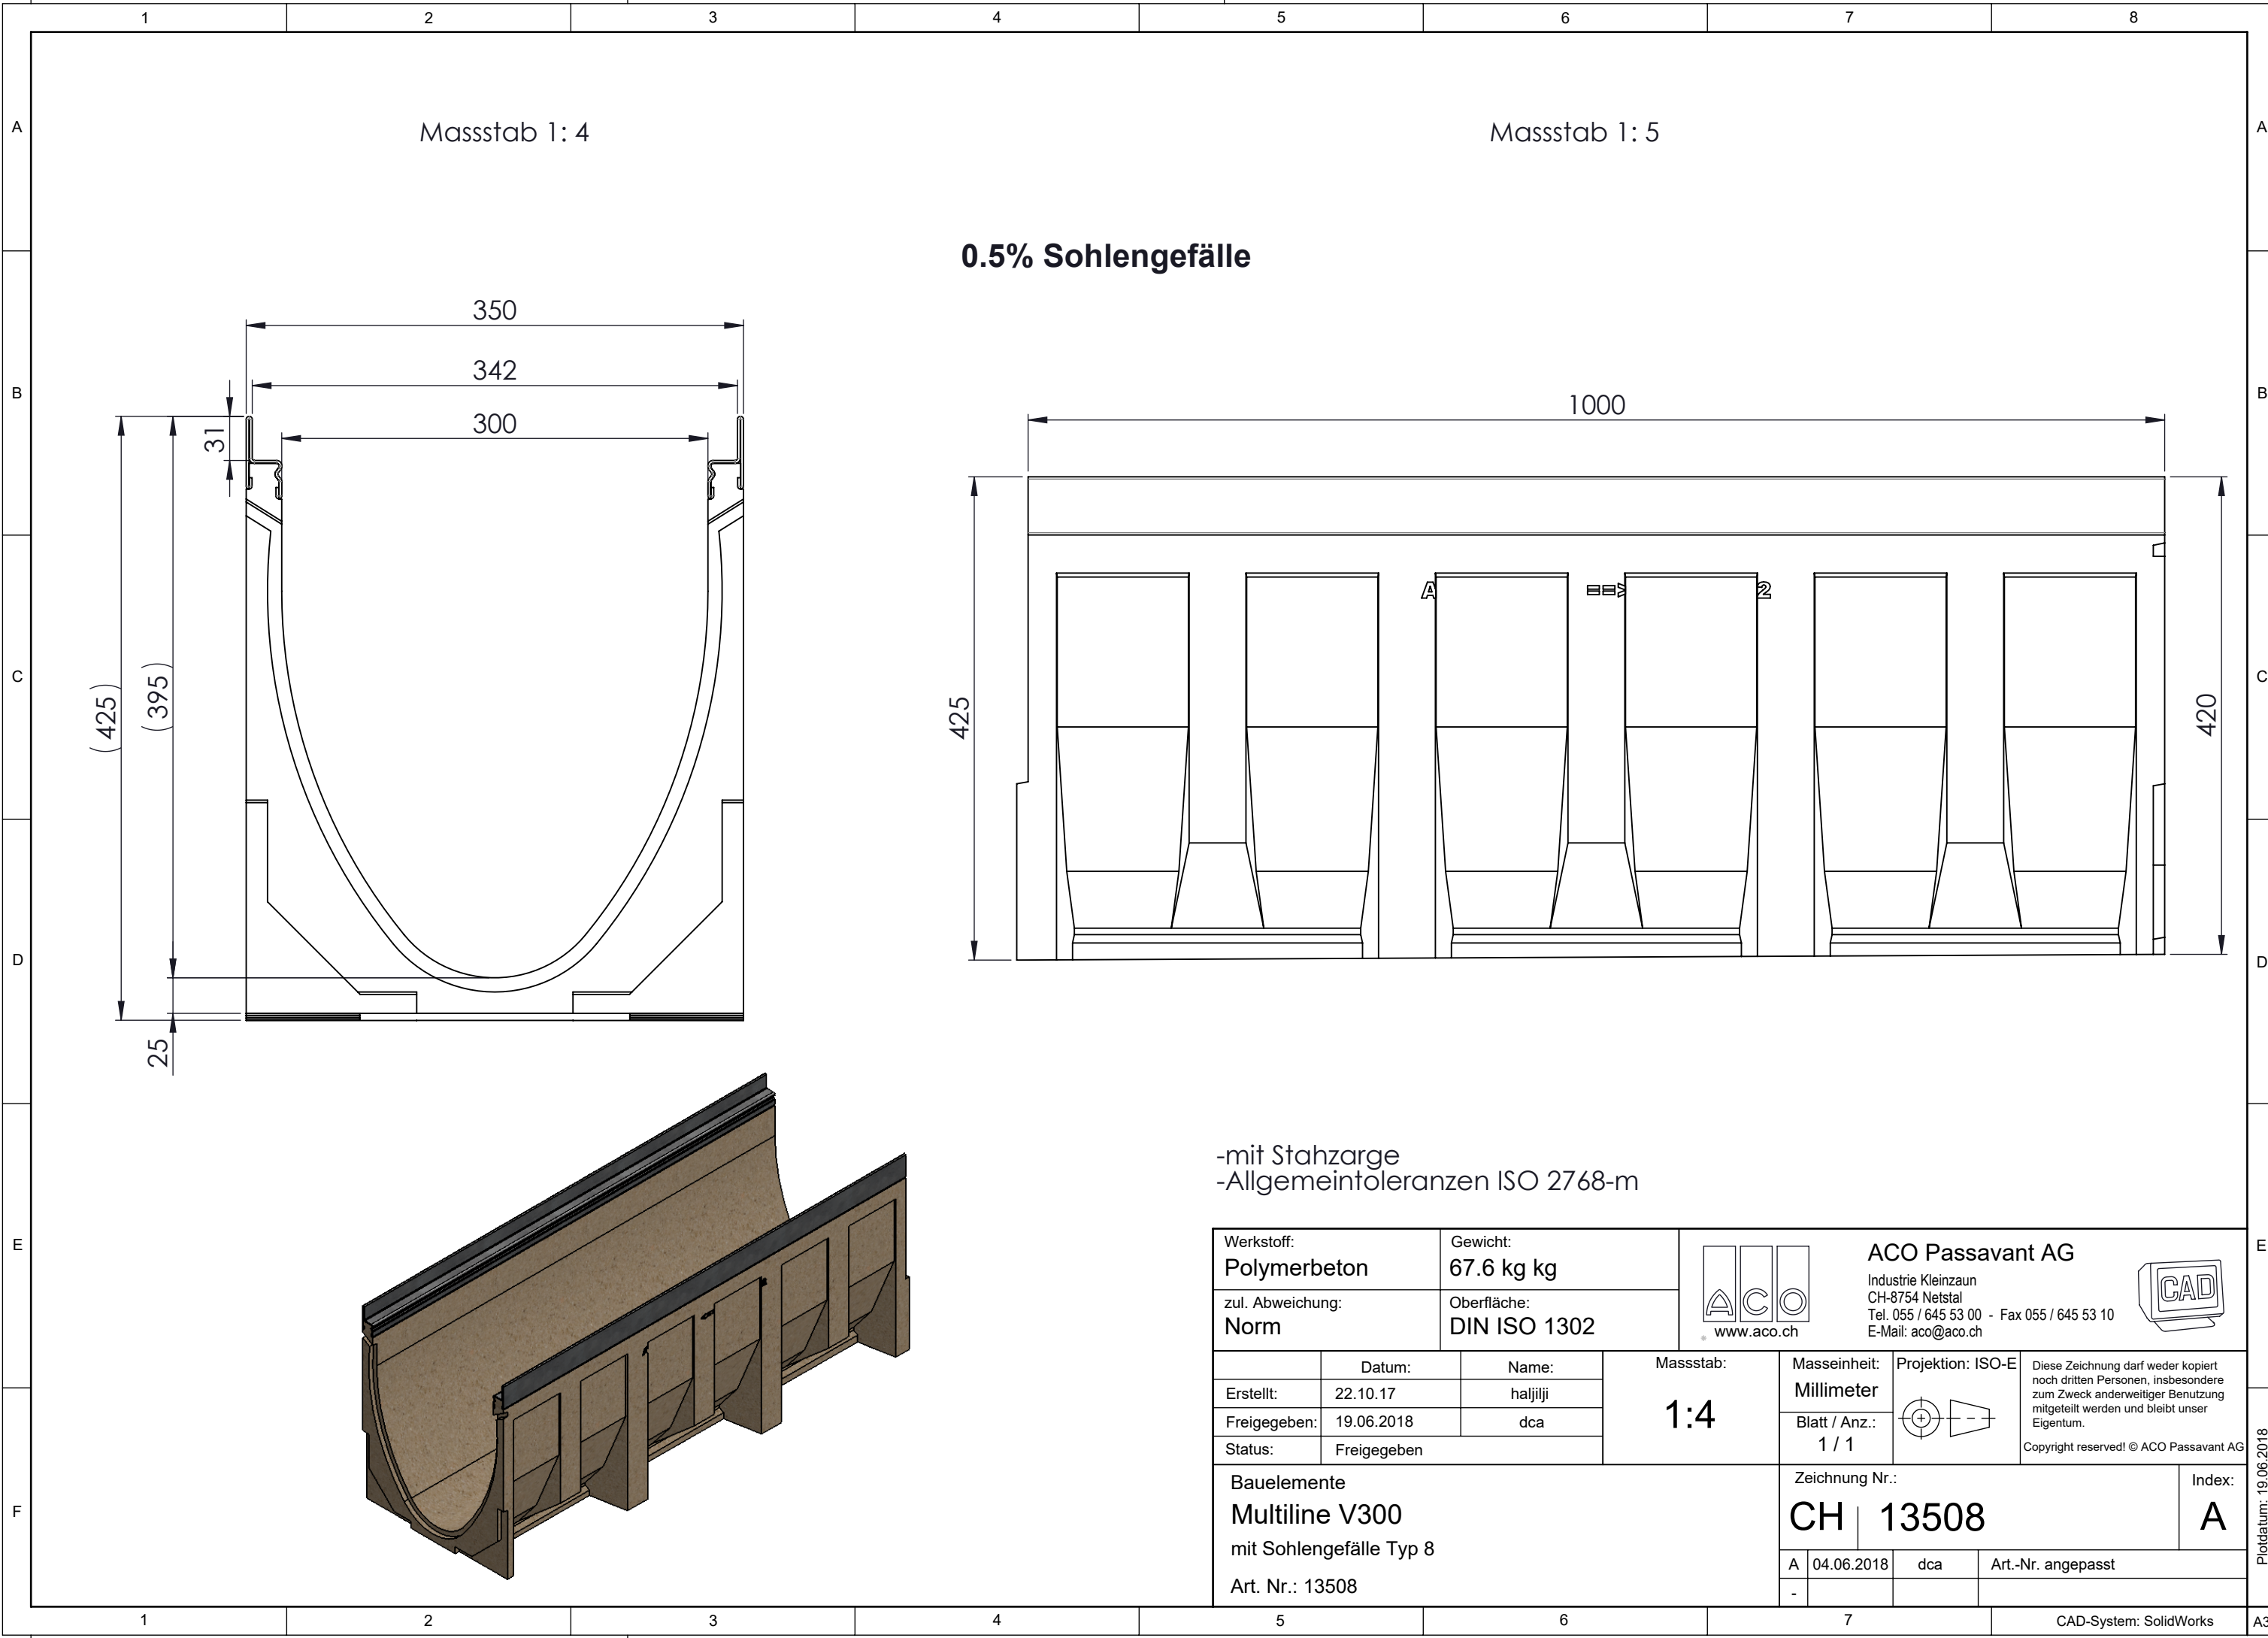 1 2 3 4 5 6 7 8
A A
Massstab 1: 4
Massstab 1: 5
0.5% Sohlengefälle
350
342
300
31
(425)
(395)
25
B B
1000
425
420
A ==> 2
C C
D D
-mit Stahzarge
-Allgemeintoleranzen ISO 2768-m
E E
Werkstoff:
Polymerbeton
Gewicht:
67.6 kg kg
zul. Abweichung:
Norm
Oberfläche:
DIN ISO 1302
ACO
www.aco.ch
ACO Passavant AG
Industrie Kleinzaun
CH-8754 Netstal
Tel. 055 / 645 53 00 - Fax 055 / 645 53 10
E-Mail: aco@aco.ch
CAD
Datum: Name:
Erstellt: 22.10.17 haljilji
Freigegeben: 19.06.2018 dca
Status: Freigegeben
Massstab:
1:4
Masseinheit:
Millimeter
Blatt / Anz.:
1 / 1
Projektion: ISO-E
Diese Zeichnung darf weder kopiert
noch dritten Personen, insbesondere
zum Zweck anderweitiger Benutzung
mitgeteilt werden und bleibt unser
Eigentum.
Copyright reserved! © ACO Passavant AG
Bauelemente
Multiline V300
mit Sohlengefälle Typ 8
Art. Nr.: 13508
Zeichnung Nr.:
CH 13508
Index:
A
A 04.06.2018 dca Art.-Nr. angepasst
-
F
Plotdatum: 19.06.2018
1 2 3 4 5 6 7
CAD-System: SolidWorks
A3